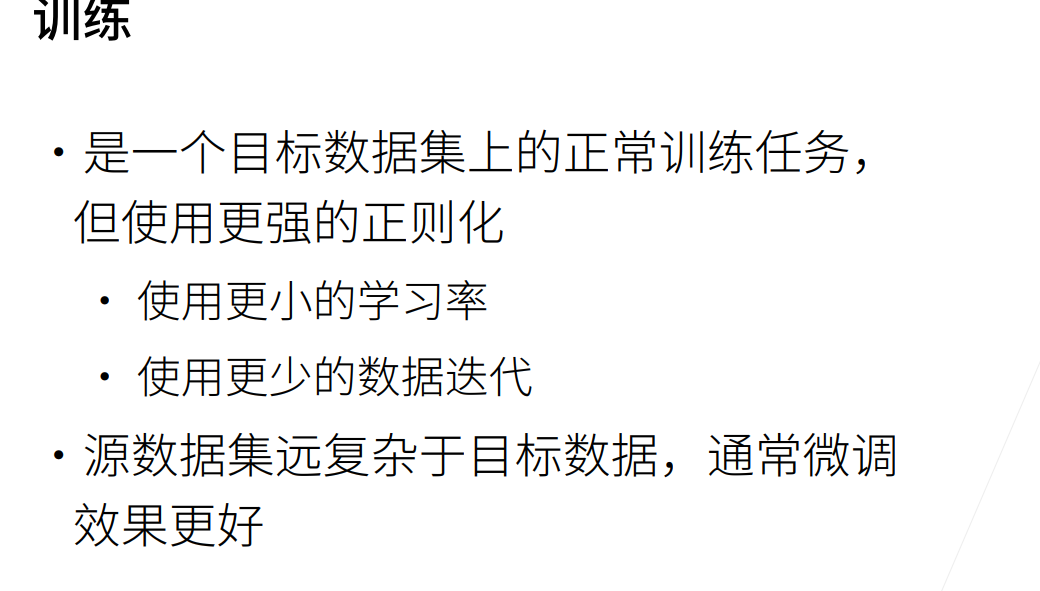 训练
• 是一个目标数据集上的正常训练任务，
但使用更强的正则化
• 使用更小的学习率
• 使用更少的数据迭代
• 源数据集远复杂于目标数据，通常微调
效果更好